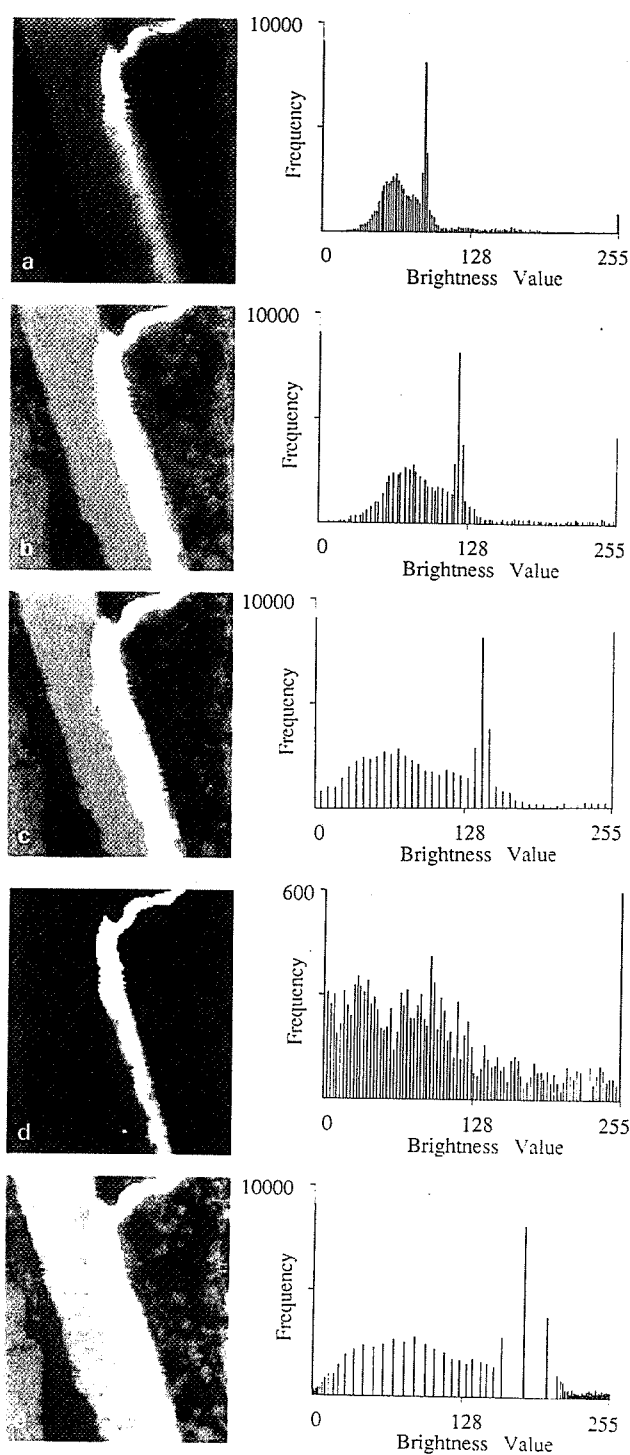 10000
Frequency
a
0 128 255
Brightness Value
10000
Frequency
b
0 128 255
Brightness Value
10000
Frequency
c
0 128 255
Brightness Value
600
Frequency
d
0 128 255
Brightness Value
10000
Frequency
0 128 255
Brightness Value